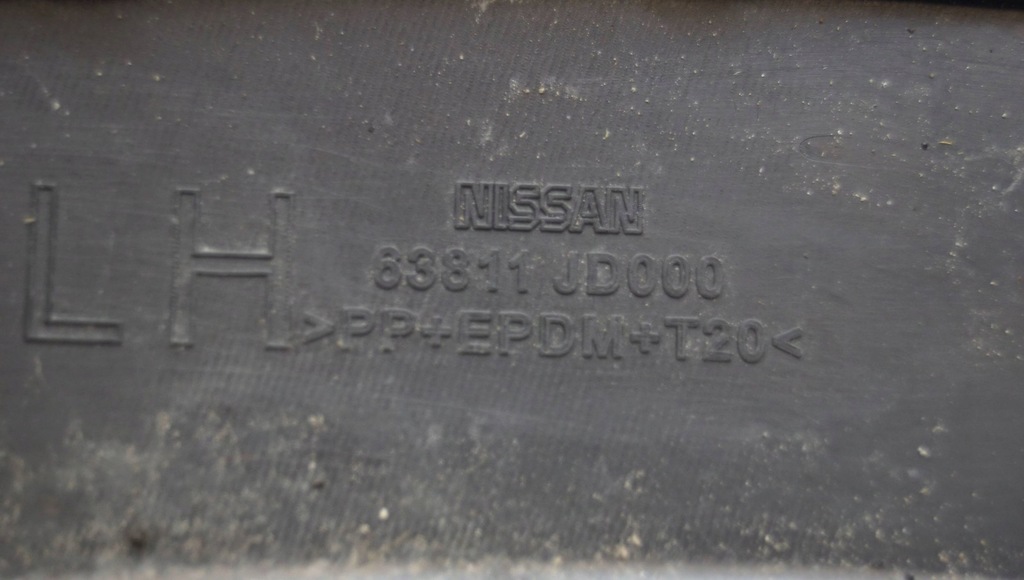 LH
NISSAN
63811 JD000
>PP+EPDM+T20<